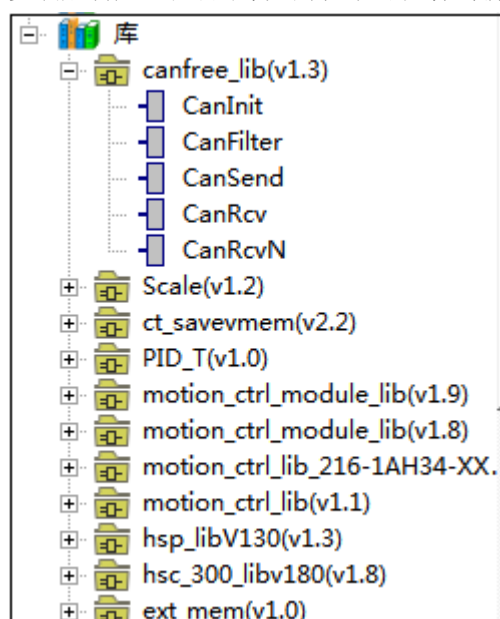 库
canfree_lib(v1.3)
CanInit
CanFilter
CanSend
CanRcv
CanRcvN
Scale(v1.2)
ct_savevmem(v2.2)
PID_T(v1.0)
motion_ctrl_module_lib(v1.9)
motion_ctrl_module_lib(v1.8)
motion_ctrl_lib_216-1AH34-XX.
motion_ctrl_lib(v1.1)
hsp_libV130(v1.3)
hsc_300_libv180(v1.8)
ext_mem(v1.0)